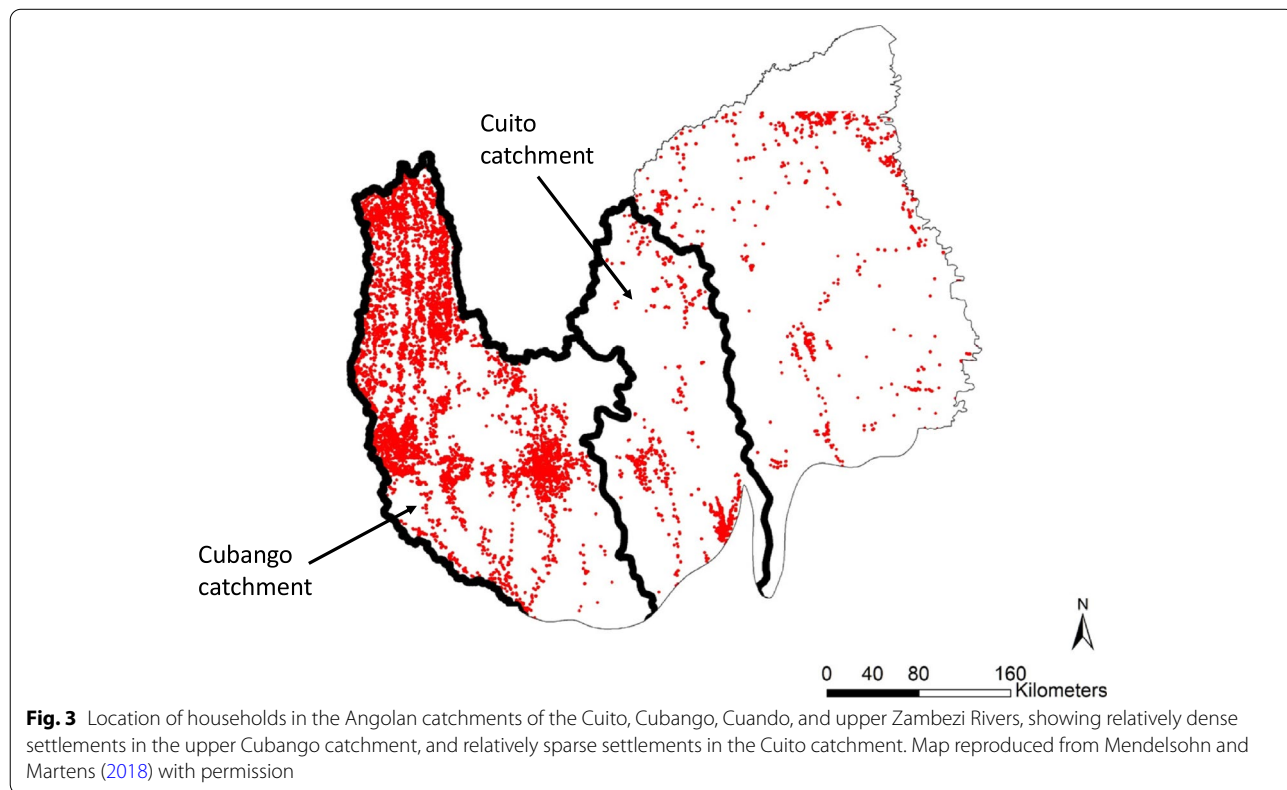 Cuito
catchment
Cubango
catchment
N
0 40 80 160
Kilometers
Fig. 3 Location of households in the Angolan catchments of the Cuito, Cubango, Cuando, and upper Zambezi Rivers, showing relatively dense
settlements in the upper Cubango catchment, and relatively sparse settlements in the Cuito catchment. Map reproduced from Mendelsohn and
Martens (2018) with permission